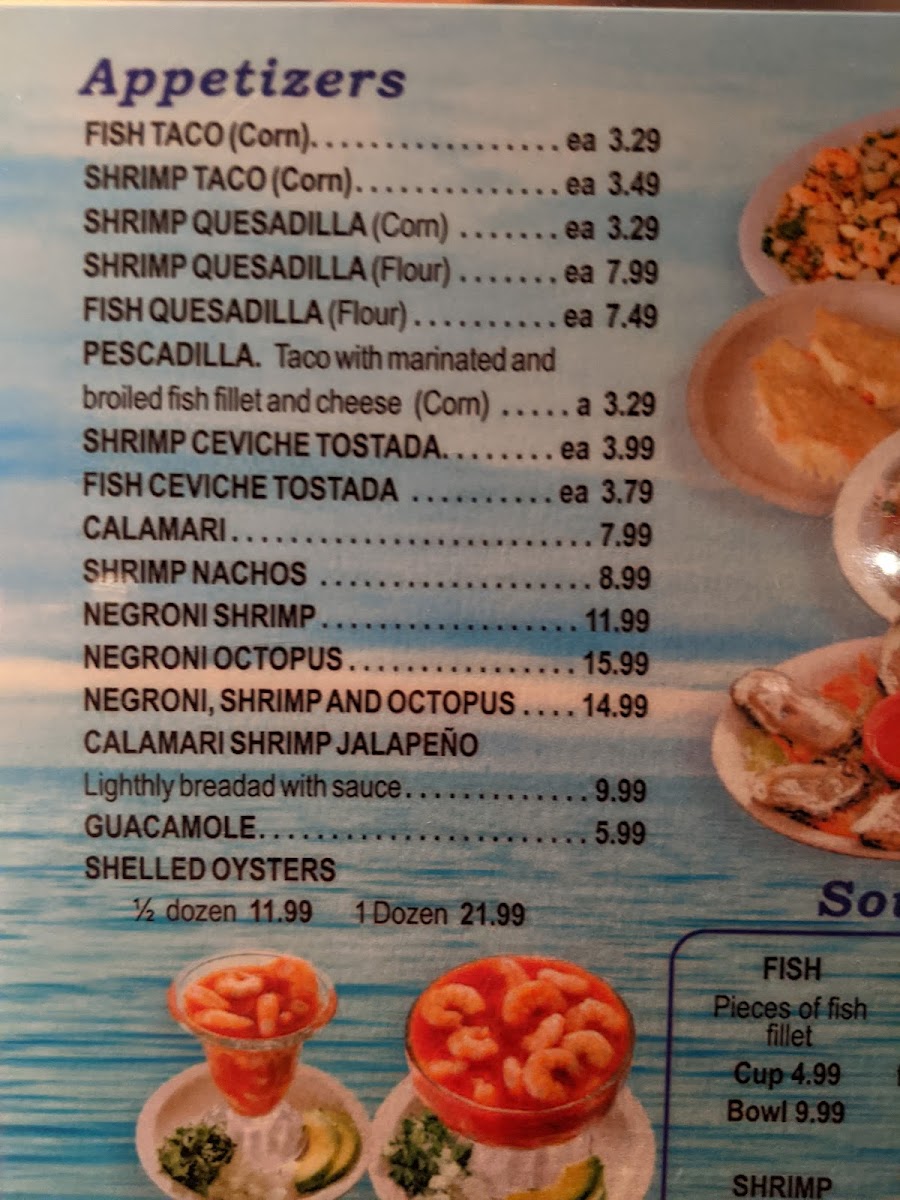 Appetizers
FISH TACO (Corn)................. ea 3.29
SHRIMP TACO (Corn).............. ea 3.49
SHRIMP QUESADILLA (Corn) ....... ea 3.29
SHRIMP QUESADILLA (Flour) ....... ea 7.99
FISH QUESADILLA (Flour) .......... ea 7.49
PESCADILLA. Taco with marinated and
broiled fish fillet and cheese (Corn) ..... a 3.29
SHRIMP CEVICHE TOSTADA........ ea 3.99
FISH CEVICHE TOSTADA .......... ea 3.79
CALAMARI.......................... 7.99
SHRIMP NACHOS ................... 8.99
NEGRONI SHRIMP .................. 11.99
NEGRONI OCTOPUS................ 15.99
NEGRONI, SHRIMP AND OCTOPUS .... 14.99
CALAMARI SHRIMP JALAPEÑO
Lighthly breadad with sauce............. 9.99
GUACAMOLE....................... 5.99
SHELLED OYSTERS
½ dozen 11.99 1 Dozen 21.99
FISH
Pieces of fish
fillet
Cup 4.99
Bowl 9.99
SHRIMP